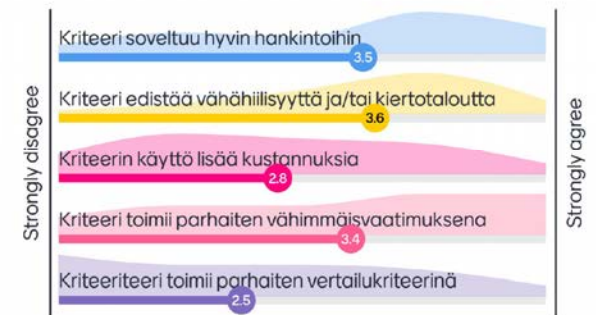 Strongly disagree
Kriteeri soveltuu hyvin hankintoihin
3.5
Kriteeri edistää vähähiilisyyttä ja/tai kiertotaloutta
3.6
Kriteerin käyttö lisää kustannuksia
2.8
Kriteeri toimii parhaiten vähimmäisvaatimuksena
3.4
Kriteeriteeri toimii parhaiten vertailukriteerinä
2.5
Strongly agree